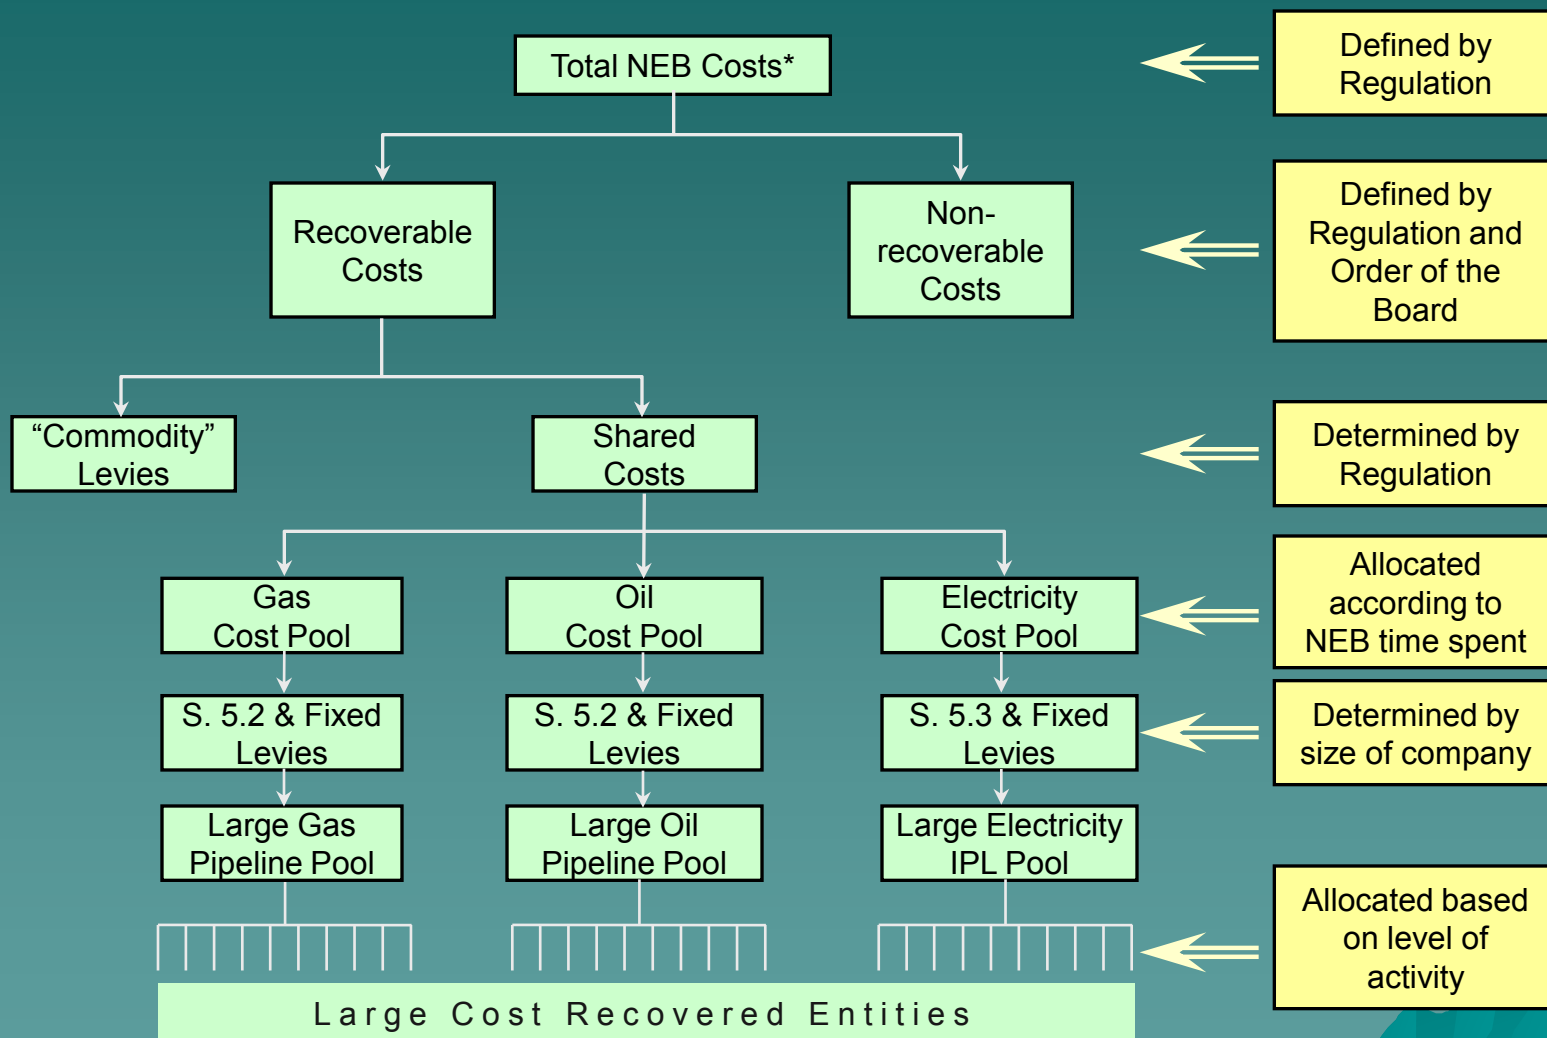 Total NEB Costs*
Defined by
Regulation
Recoverable
Costs
Non-
recoverable
Costs
Defined by
Regulation and
Order of the
Board
“Commodity”
Levies
Shared
Costs
Determined by
Regulation
Gas
Cost Pool
Oil
Cost Pool
Electricity
Cost Pool
Allocated
according to
NEB time spent
S. 5.2 & Fixed
Levies
S. 5.2 & Fixed
Levies
S. 5.3 & Fixed
Levies
Determined by
size of company
Large Gas
Pipeline Pool
Large Oil
Pipeline Pool
Large Electricity
IPL Pool
Allocated based
on level of
activity
Large Cost Recovered Entities